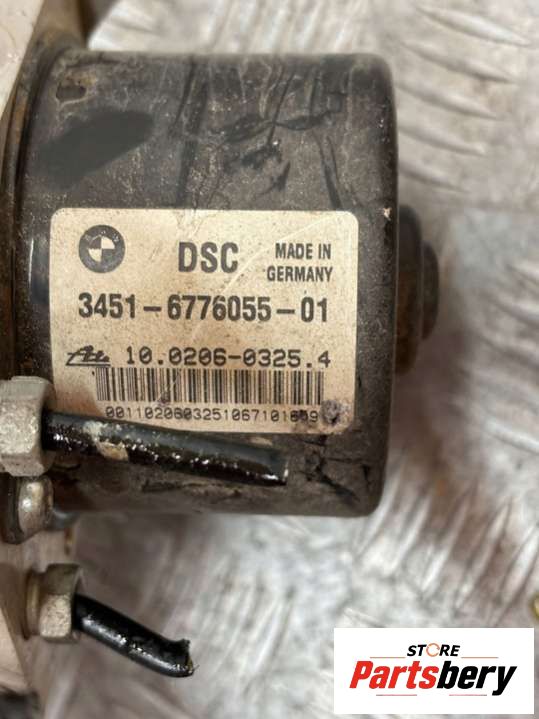 DSC MADE IN
GERMANY
3451-6776055-01
Ate 10.0206-0325.4
STORE
Partsbery